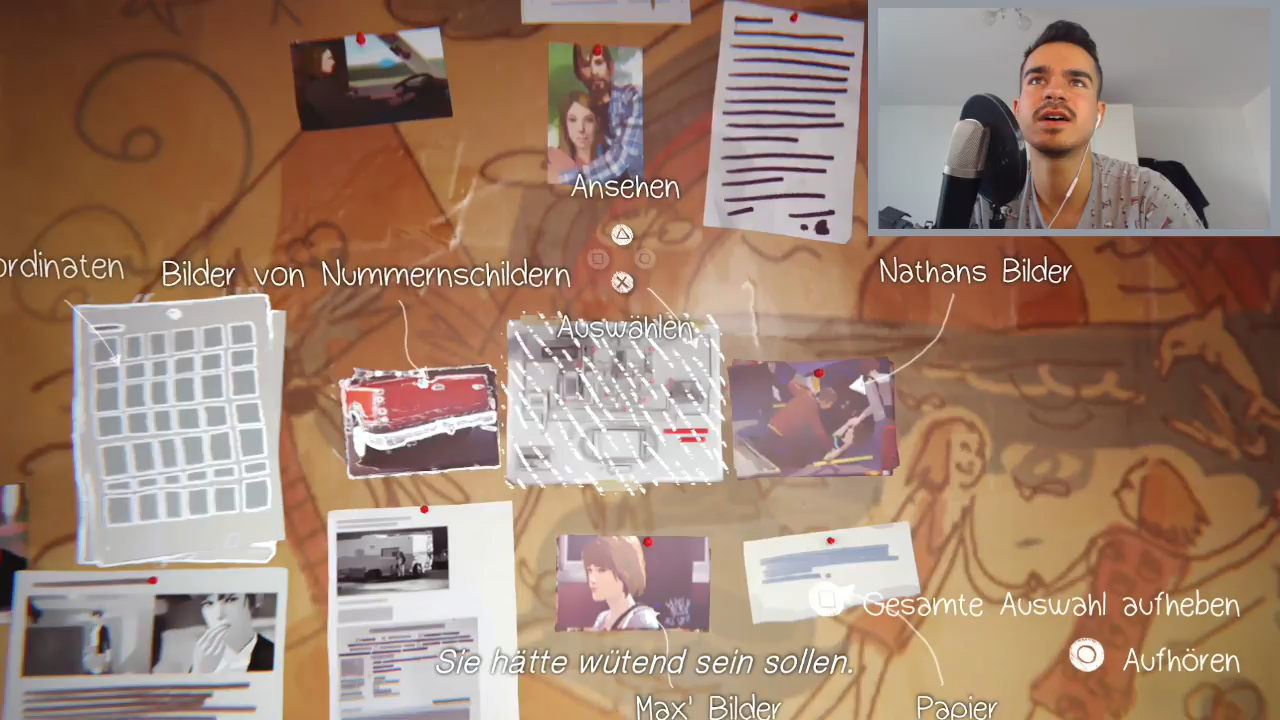 Ansehen
ordinaten
Bilder von Nummernschildern
Nathans Bilder
Auswählen
Gesamte Auswahl aufheben
Sie hätte wütend sein sollen.
Aufhören
Max' Bilder
Papier